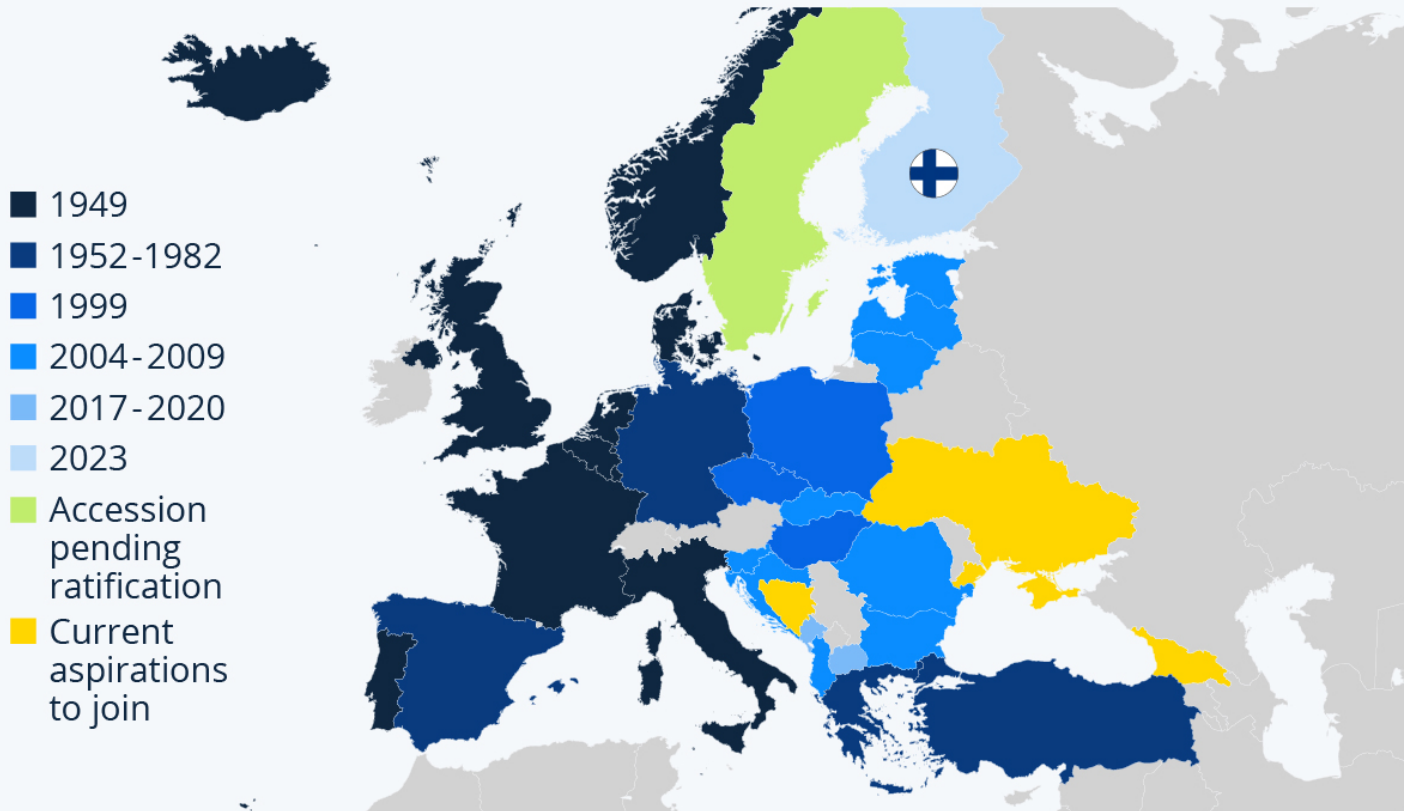 1949
1952-1982
1999
2004-2009
2017-2020
2023
Accession
pending
ratification
Current
aspirations
to join